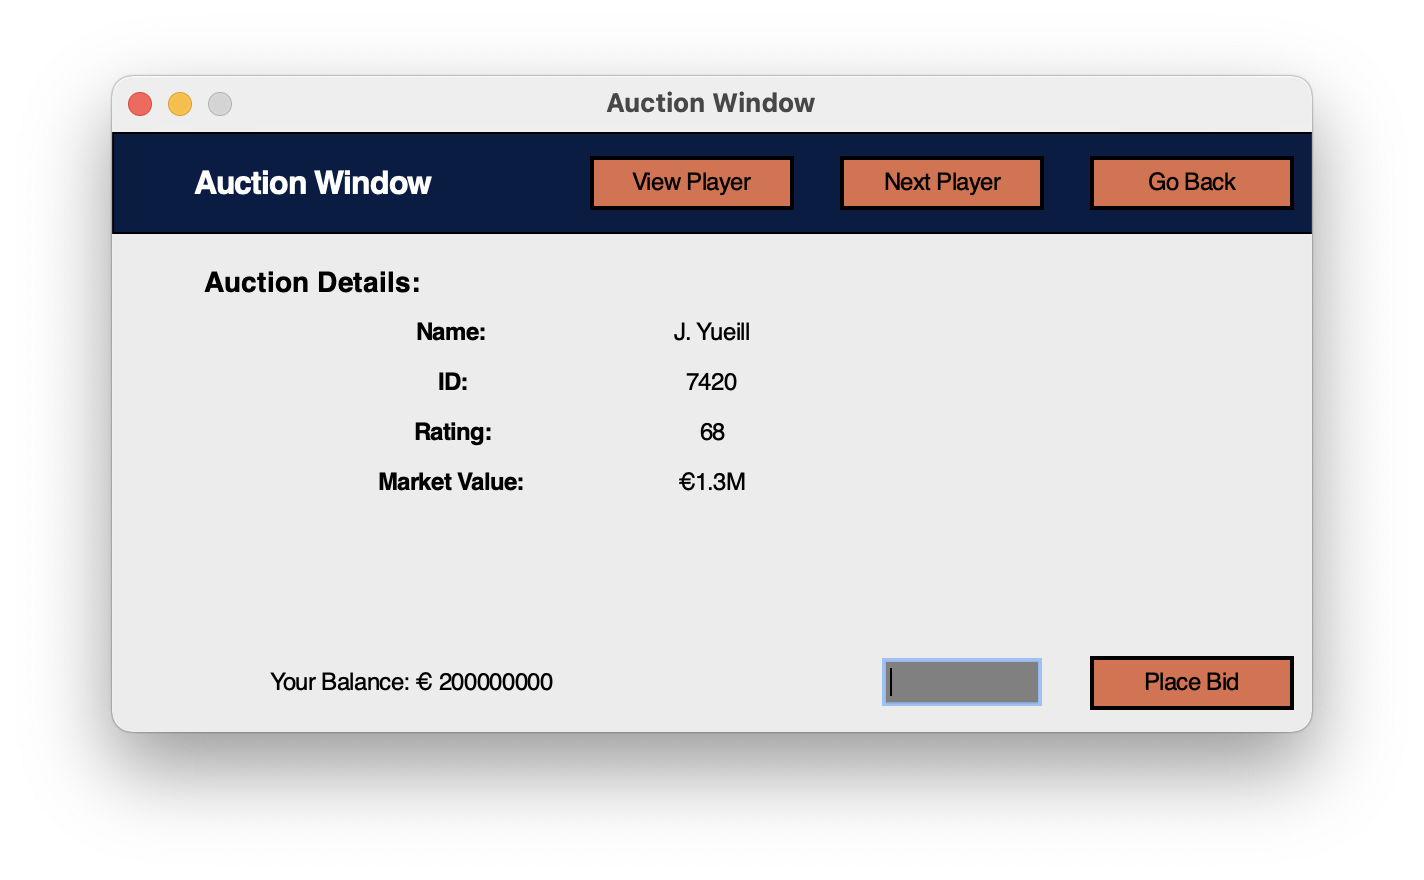 Auction Window
Auction Window View Player Next Player Go Back
Auction Details:
Name: J. Yueill
ID: 7420
Rating: 68
Market Value: €1.3M
Your Balance: € 200000000 Place Bid